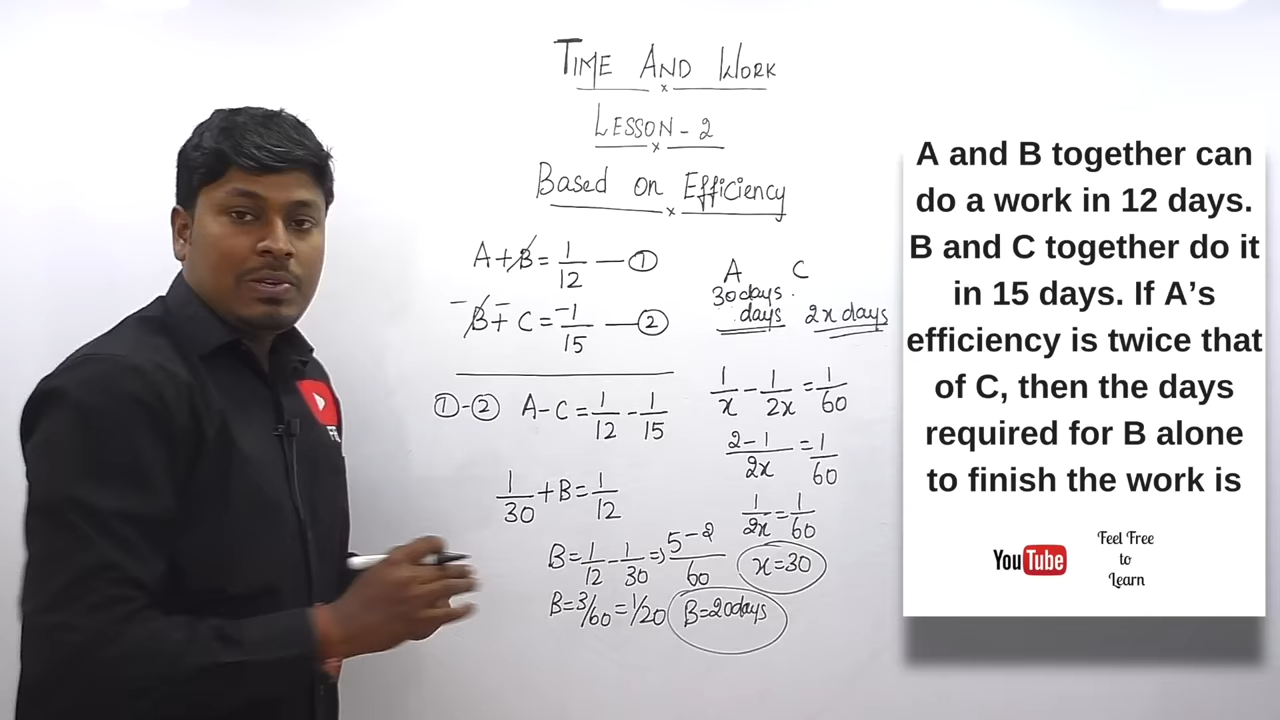 TIME AND WORK
x
LESSON - 2
x
Based on Efficiency
x
A + B = 1/12 — ①
- B + - C = -1/15 — ②
① - ② A - C = 1/12 - 1/15
1/30 + B = 1/12
B = 1/12 - 1/30 => 5-2/60
B = 3/60 = 1/20 B = 20days
A C
30days
days 2x days
1/x - 1/2x = 1/60
2-1/2x = 1/60
1/2x = 1/60
x = 30
A and B together can
do a work in 12 days.
B and C together do it
in 15 days. If A’s
efficiency is twice that
of C, then the days
required for B alone
to finish the work is
YouTube
Feel Free
to
Learn